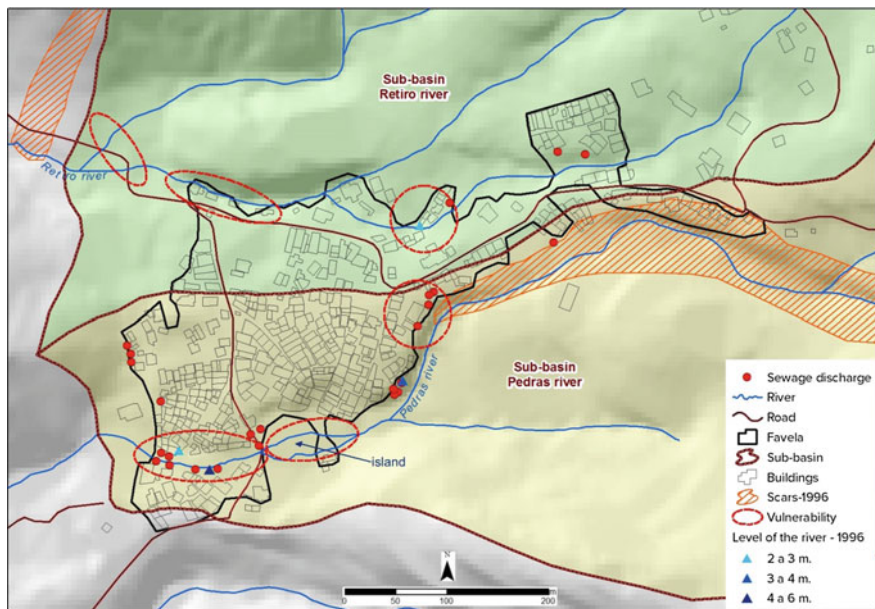 Sub-basin
Retiro river
Retiro river
Sub-basin
Pedras river
Pedras river
island
Sewage discharge
River
Road
Favela
Sub-basin
Buildings
Scars-1996
Vulnerability
Level of the river - 1996
2 a 3 m.
3 a 4 m.
4 a 6 m.
N
0 50 100 200
m